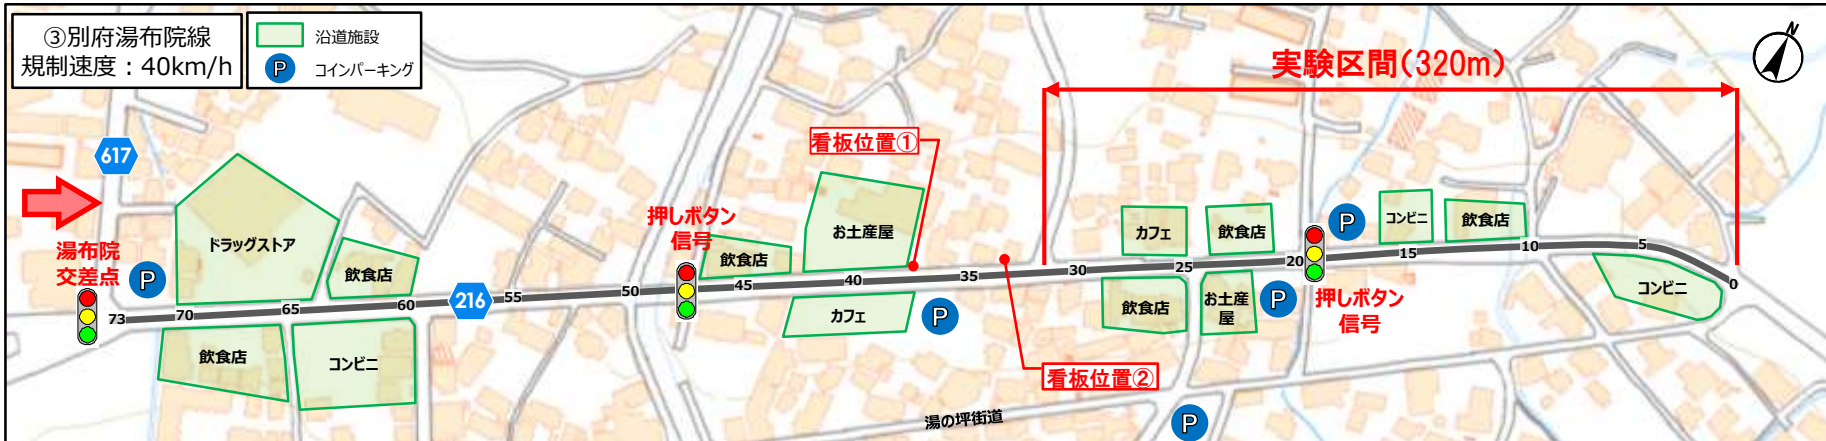 ③別府湯布院線
規制速度：40km/h
沿道施設
P
コインパーキング
N
実験区間(320m)
617
看板位置①
湯布院
交差点
P
ドラッグストア
飲食店
押しボタン
信号
飲食店
お土産屋
カフェ
飲食店
P
コンビニ
飲食店
73
70
65
60
216
55
50
45
40
35
30
25
20
15
10
5
0
飲食店
コンビニ
カフェ
P
看板位置②
飲食店
お土産
屋
P
押しボタン
信号
コンビニ
湯の坪街道
P